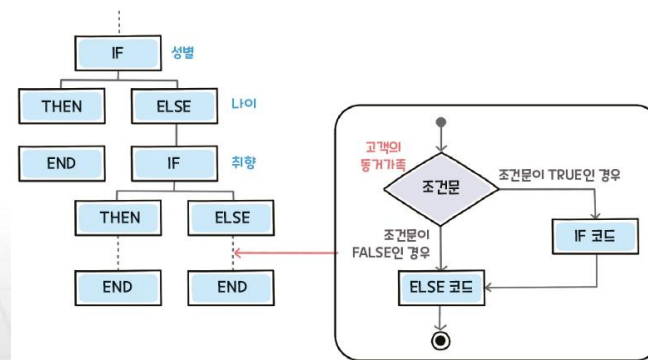 IF 성별
THEN ELSE 나이
END IF 취향
THEN ELSE
END END
고객의
동거가족
조건문
조건문이 TRUE인 경우
IF 코드
조건문이
FALSE인 경우
ELSE 코드